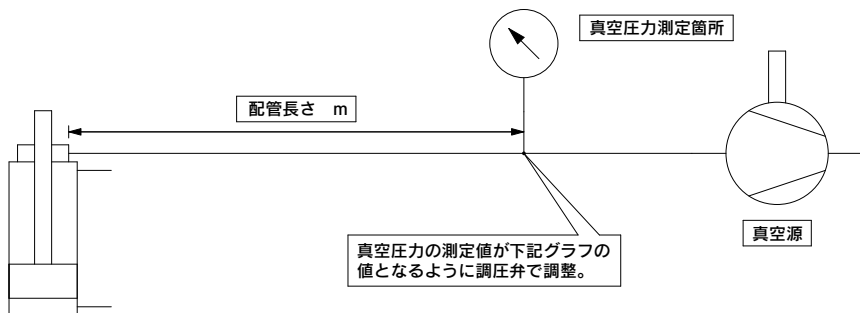 真空圧力測定箇所
配管長さ　m
真空圧力の測定値が下記グラフの
値となるように調圧弁で調整。
真空源